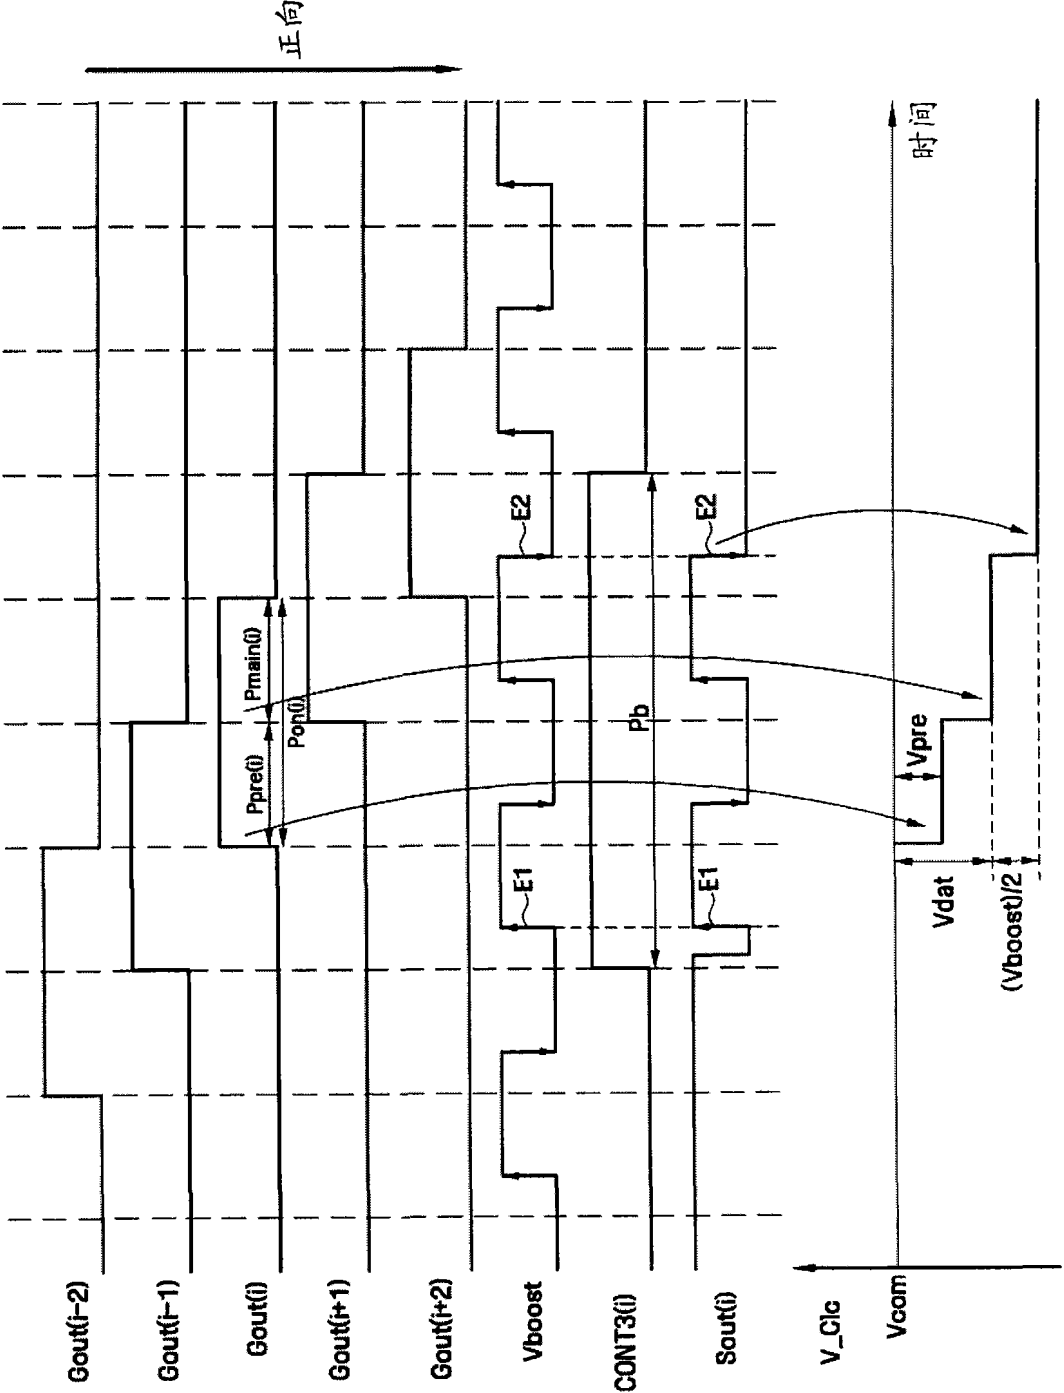 正向
Gout(i-2)
Gout(i-1)
Gout(i)
Ppre(i)
Pmain(i)
Pon(i)
Gout(i+1)
Gout(i+2)
Vboost
E1
E2
CONT3(i)
Pb
Sout(i)
E1
E2
V_Clc
Vcom
时间
Vpre
Vdat
(Vboost)/2